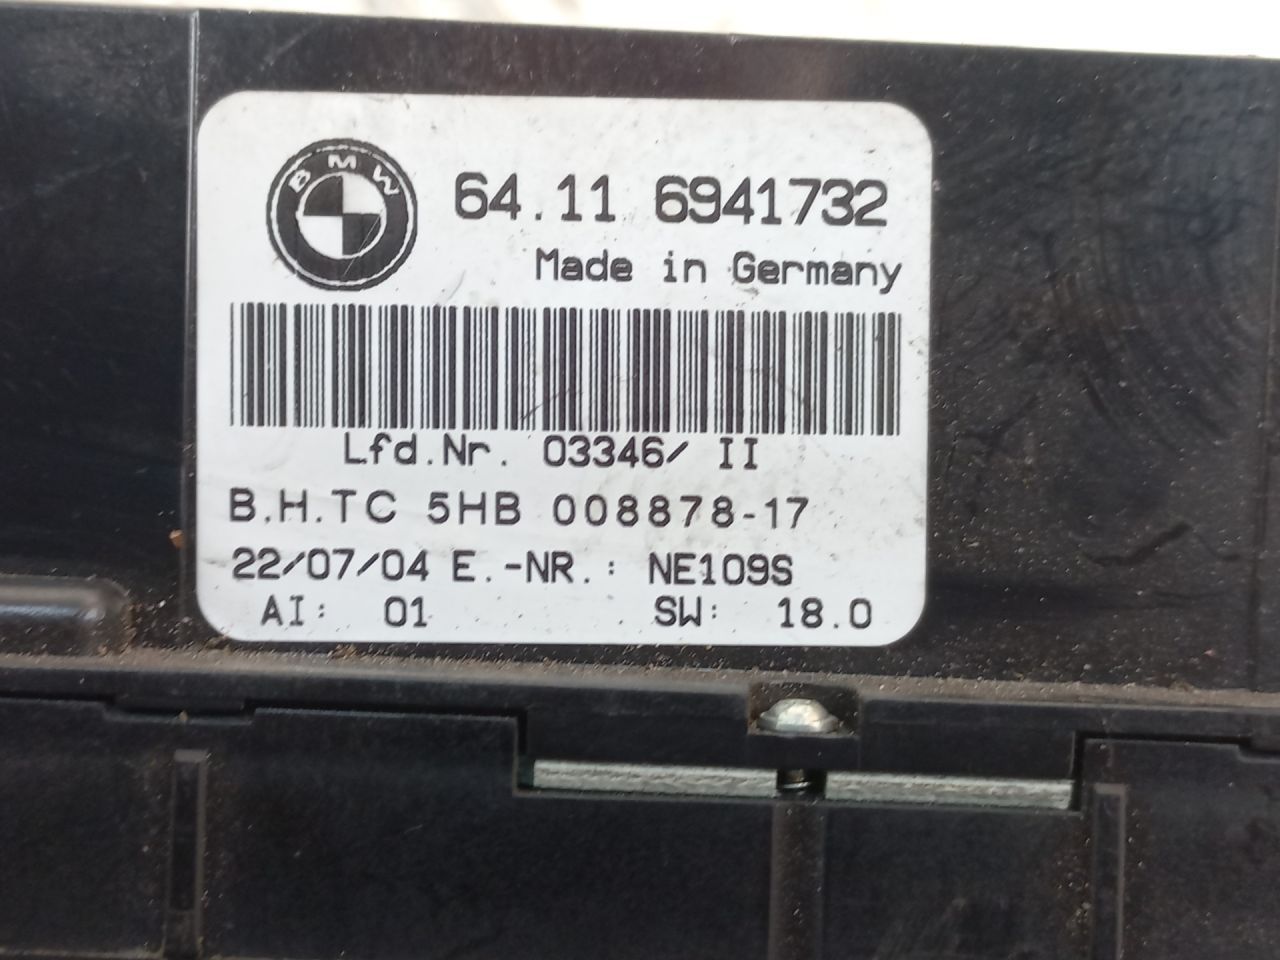 BMW
64.11 6941732
Made in Germany
Lfd.Nr. 03346/ II
B.H.TC 5HB 008878-17
22/07/04 E.-NR.: NE109S
AI: 01 SW: 18.0